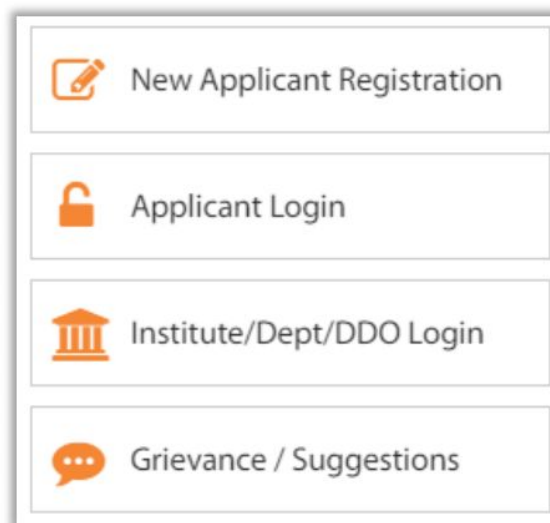 New Applicant Registration
Applicant Login
Institute/Dept/DDO Login
Grievance / Suggestions